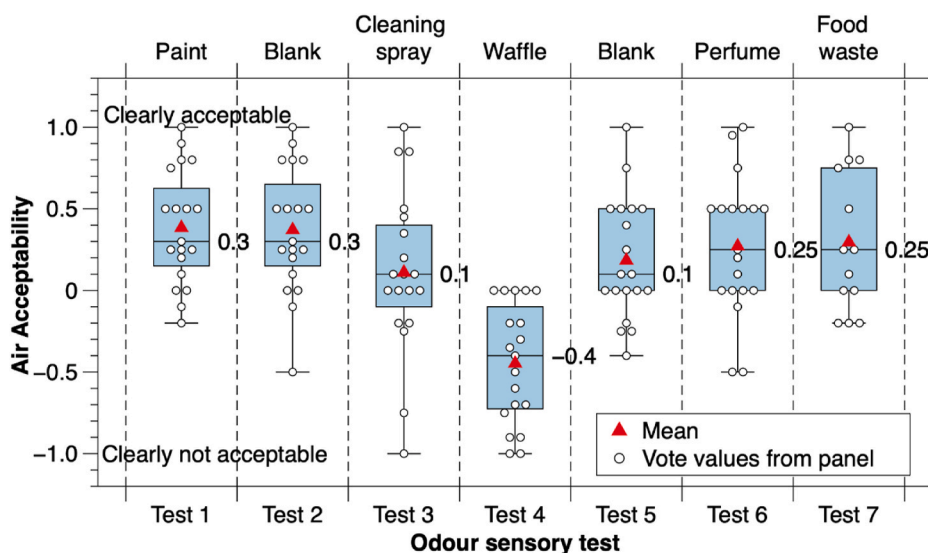 Paint
Blank
Cleaning
spray
Waffle
Blank
Perfume
Food
waste
Clearly acceptable
1.0
0.5
0
−0.5
−1.0
Air Acceptability
0.3
0.3
0.1
−0.4
0.1
0.25
0.25
Clearly not acceptable
Mean
Vote values from panel
Test 1
Test 2
Test 3
Test 4
Test 5
Test 6
Test 7
Odour sensory test